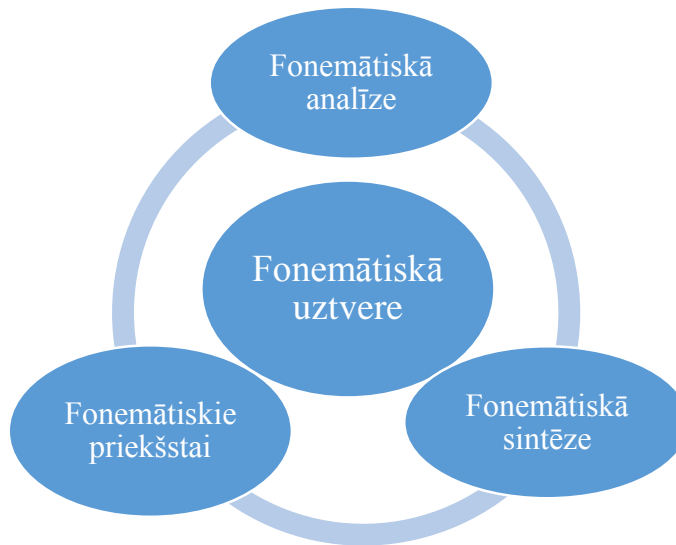 Fonemātiskā
analīze
Fonemātiskā
uztvere
Fonemātiskie
priekšstai
Fonemātiskā
sintēze